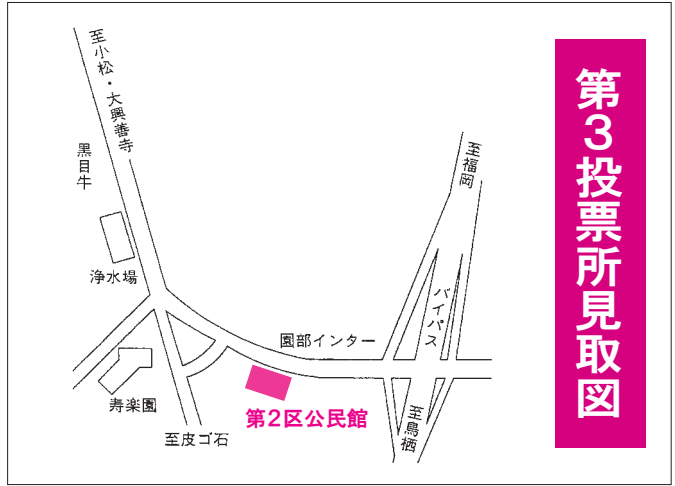 第3投票所見取図
至小松・大興善寺
黒目牛
浄水場
寿楽園
至皮ゴ石
第2区公民館
園部インター
至福岡
バイパス
至鳥栖